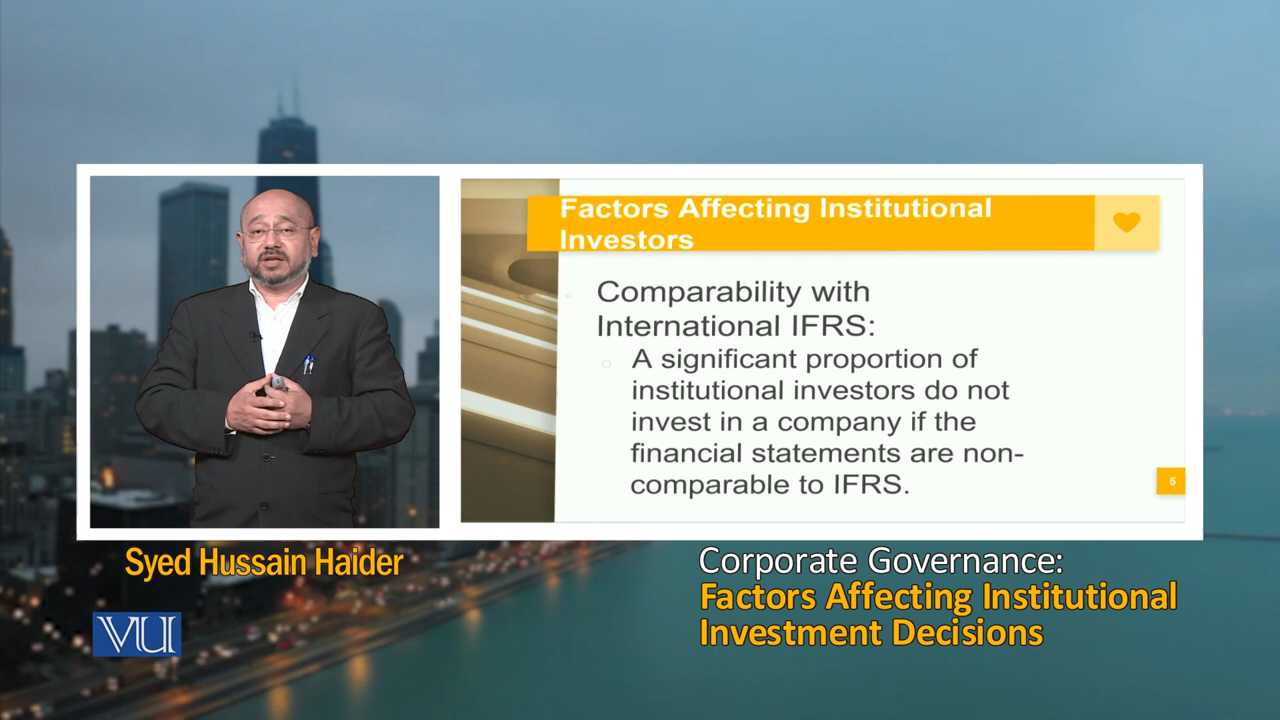 Factors Affecting Institutional
Investors
Comparability with
International IFRS:
A significant proportion of
institutional investors do not
invest in a company if the
financial statements are non-
comparable to IFRS.
5
Syed Hussain Haider
VU
Corporate Governance:
Factors Affecting Institutional
Investment Decisions